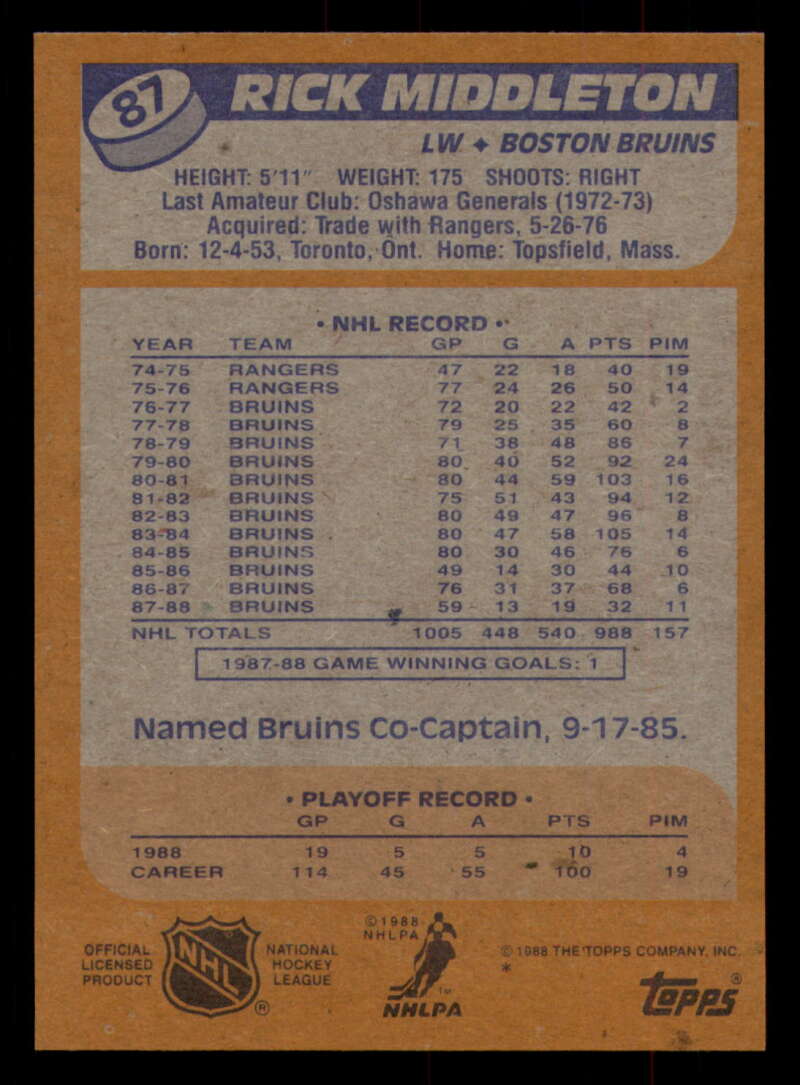 87 RICK MIDDLETON
LW ✦ BOSTON BRUINS
HEIGHT: 5'11" WEIGHT: 175 SHOOTS: RIGHT
Last Amateur Club: Oshawa Generals (1972-73)
Acquired: Trade with Rangers, 5-26-76
Born: 12-4-53, Toronto, Ont. Home: Topsfield, Mass.
• NHL RECORD •
YEAR TEAM GP G A PTS PIM
74-75 RANGERS 47 22 18 40 19
75-76 RANGERS 77 24 26 50 14
76-77 BRUINS 72 20 22 42 2
77-78 BRUINS 79 25 35 60 8
78-79 BRUINS 71 38 48 86 7
79-80 BRUINS 80 40 52 92 24
80-81 BRUINS 80 44 59 103 16
81-82 BRUINS 75 51 43 94 12
82-83 BRUINS 80 49 47 96 8
83-84 BRUINS 80 47 58 105 14
84-85 BRUINS 80 30 46 76 6
85-86 BRUINS 49 14 30 44 10
86-87 BRUINS 76 31 37 68 6
87-88 BRUINS 59 13 19 32 11
NHL TOTALS 1005 448 540 988 157
1987-88 GAME WINNING GOALS: 1
Named Bruins Co-Captain, 9-17-85.
• PLAYOFF RECORD •
GP G A PTS PIM
1988 19 5 5 10 4
CAREER 114 45 55 100 19
OFFICIAL
LICENSED
PRODUCT
NHL
®
NATIONAL
HOCKEY
LEAGUE
© 1988
NHLPA
TM
NHLPA
© 1988 THE TOPPS COMPANY, INC.
*
topps®